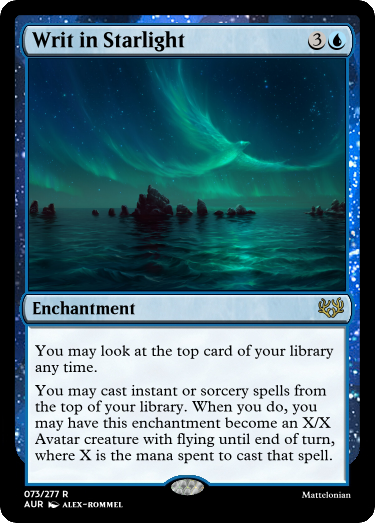 Writ in Starlight 3
Enchantment
You may look at the top card of your library
any time.
You may cast instant or sorcery spells from
the top of your library. When you do, you
may have this enchantment become an X/X
Avatar creature with flying until end of turn,
where X is the mana spent to cast that spell.
073/277 R
Mattelonian
AUR ALEX-ROMMEL